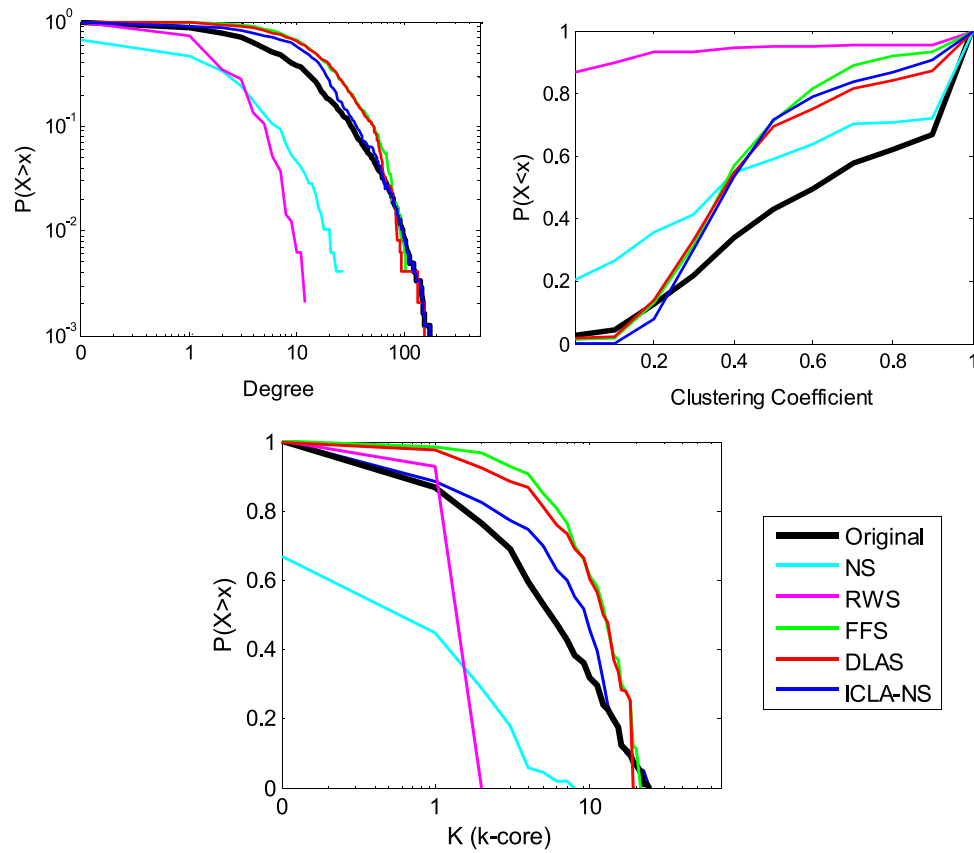 10^0
10^-1
10^-2
10^-3
P(X>x)
0 1 10 100
Degree
1
0.8
0.6
0.4
0.2
0
P(X<x)
0.2 0.4 0.6 0.8 1
Clustering Coefficient
1
0.8
0.6
0.4
0.2
0
P(X>x)
0 1 10
K (k-core)
Original
NS
RWS
FFS
DLAS
ICLA-NS